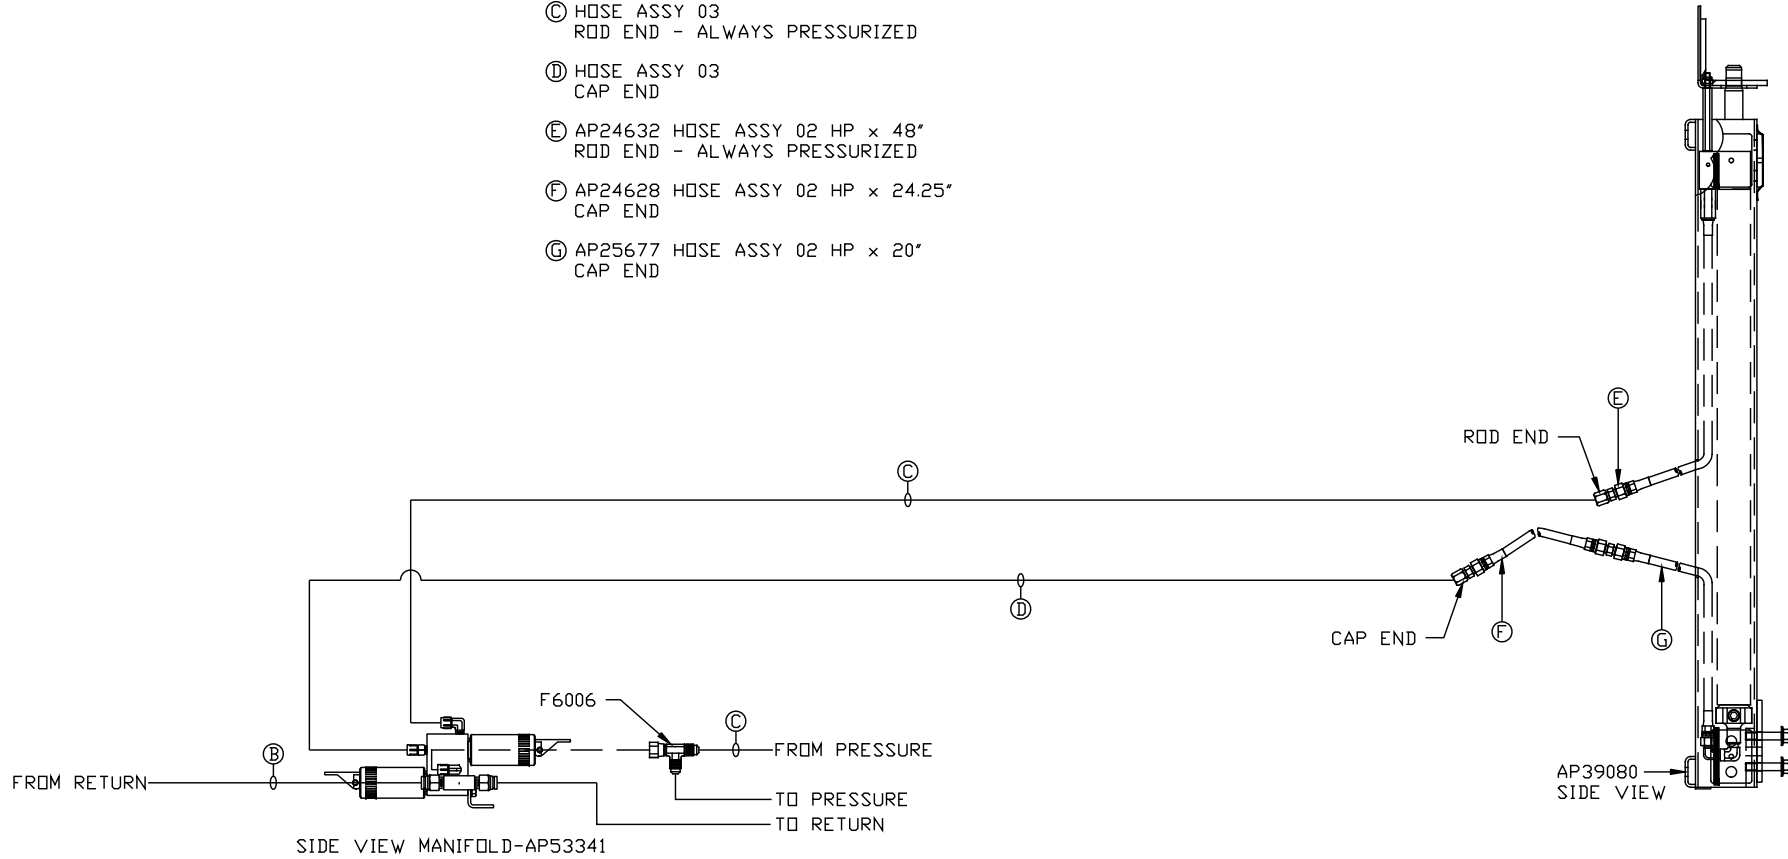 Ⓒ HOSE ASSY 03
ROD END - ALWAYS PRESSURIZED
Ⓓ HOSE ASSY 03
CAP END
Ⓔ AP24632 HOSE ASSY 02 HP x 48"
ROD END - ALWAYS PRESSURIZED
Ⓕ AP24628 HOSE ASSY 02 HP x 24.25"
CAP END
Ⓖ AP25677 HOSE ASSY 02 HP x 20"
CAP END
Ⓔ
ROD END
Ⓒ
Ⓓ
CAP END
Ⓕ
Ⓖ
F6006
Ⓒ
FROM PRESSURE
Ⓑ
FROM RETURN
AP39080
SIDE VIEW
TO PRESSURE
TO RETURN
SIDE VIEW MANIFOLD-AP53341